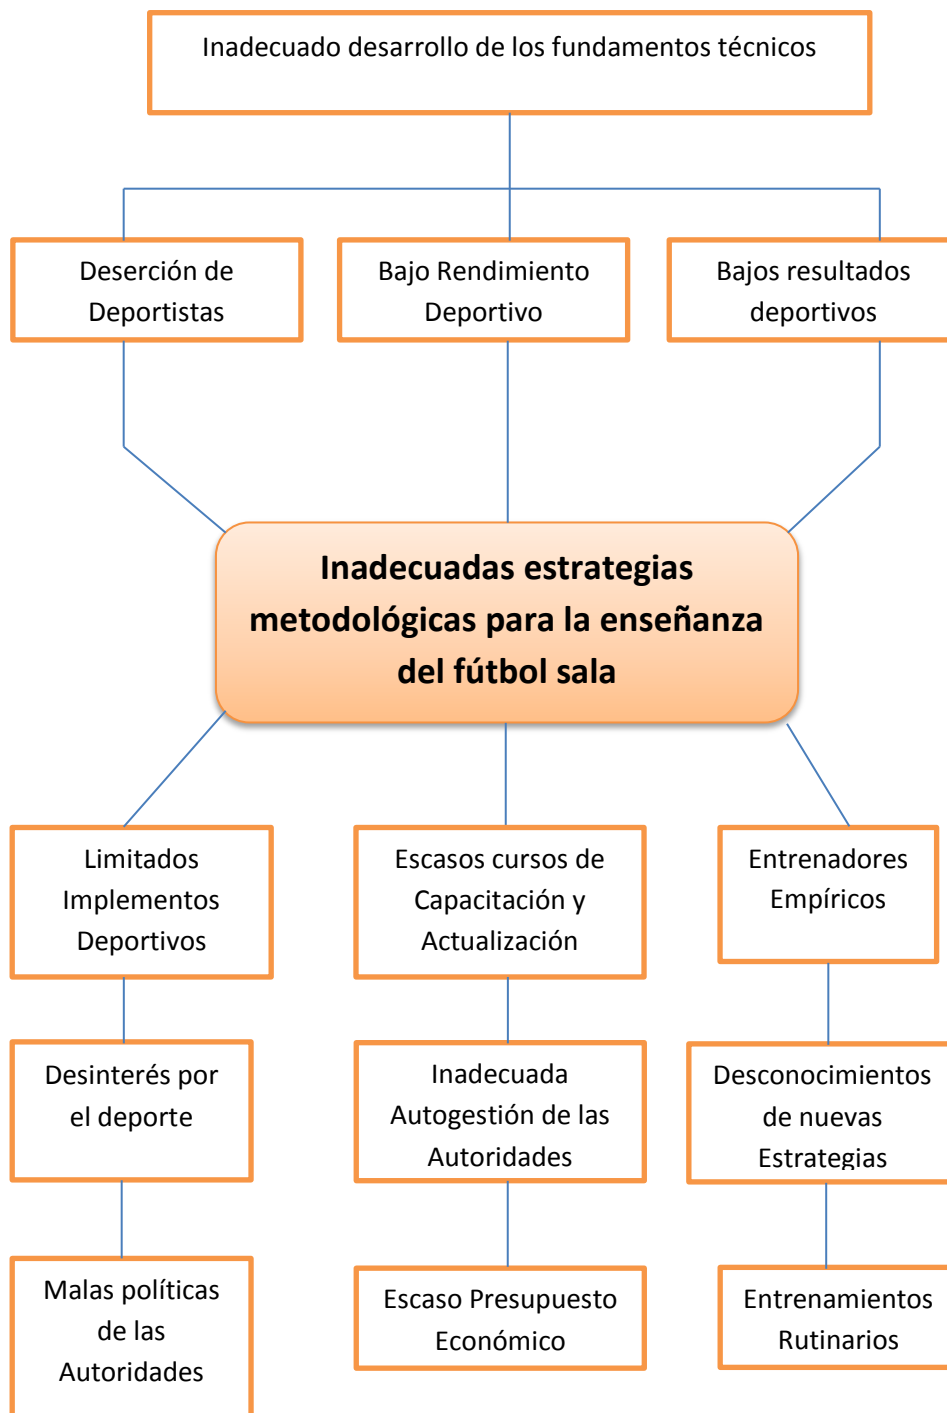 Inadecuado desarrollo de los fundamentos técnicos
Deserción de
Deportistas
Bajo Rendimiento
Deportivo
Bajos resultados
deportivos
Inadecuadas estrategias
metodológicas para la enseñanza
del fútbol sala
Limitados
Implementos
Deportivos
Escasos cursos de
Capacitación y
Actualización
Entrenadores
Empíricos
Desinterés por
el deporte
Inadecuada
Autogestión de las
Autoridades
Desconocimientos
de nuevas
Estrategias
Malas políticas
de las
Autoridades
Escaso Presupuesto
Económico
Entrenamientos
Rutinarios